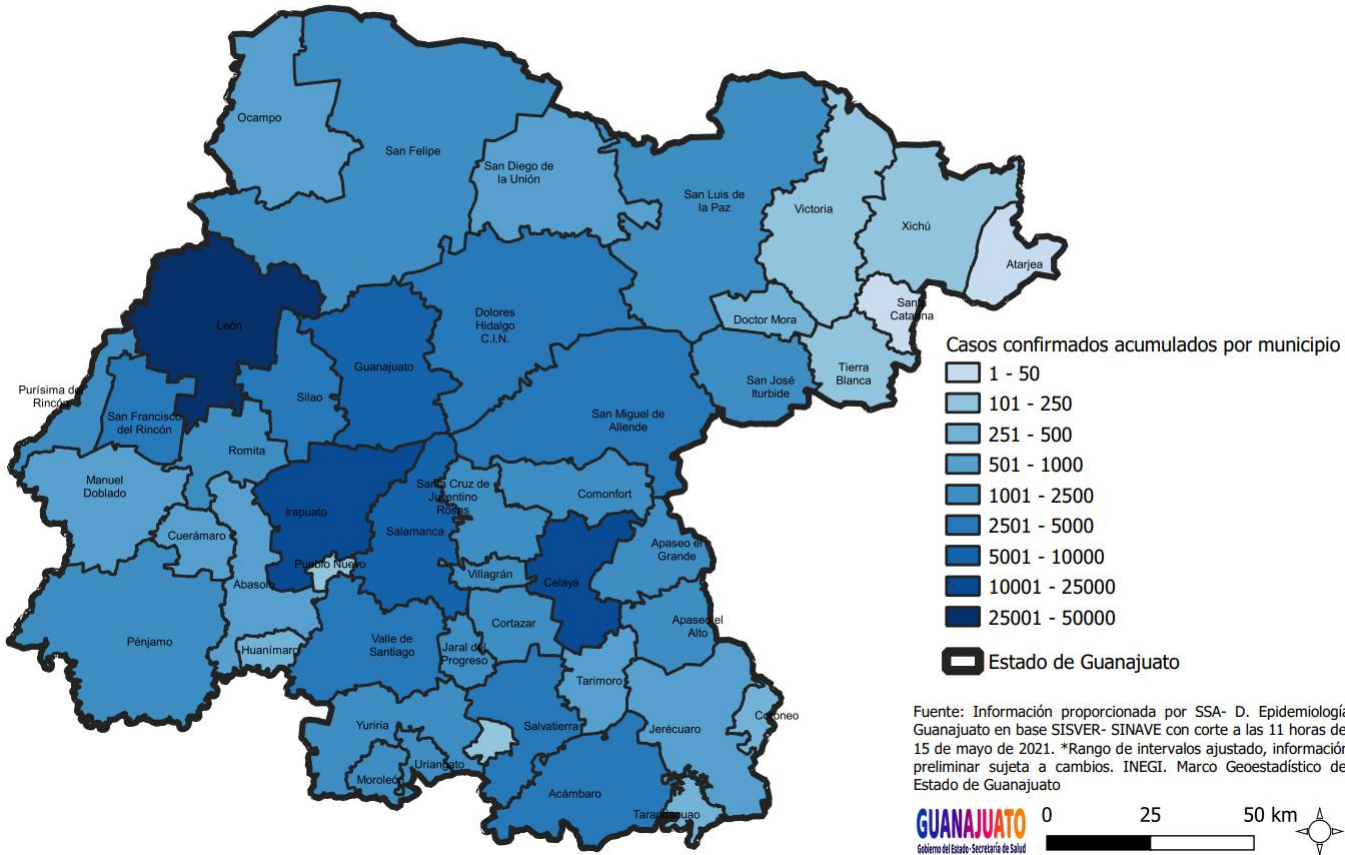 Ocampo
San Felipe
San Diego de
la Unión
San Luis de
la Paz
Victoria
Xichú
Atarjea
Santa
Catarina
Doctor Mora
Tierra
Blanca
San José
Iturbide
León
Dolores
Hidalgo
C.I.N.
Guanajuato
Silao
San Miguel de
Allende
Purísima del
Rincón
San Francisco
del Rincón
Romita
Manuel
Doblado
Cuerámaro
Irapuato
Salamanca
Santa Cruz de
Juventino
Rosas
Comonfort
Apaseo el
Grande
Pueblo Nuevo
Villagrán
Celaya
Abasolo
Pénjamo
Huanímaro
Valle de
Santiago
Jaral del
Progreso
Cortazar
Apaseo el
Alto
Tarimoro
Jerécuaro
Coroneo
Yuriria
Salvatierra
Uriangato
Moroleón
Acámbaro
Tarandacuao
Casos confirmados acumulados por municipio
1 - 50
101 - 250
251 - 500
501 - 1000
1001 - 2500
2501 - 5000
5001 - 10000
10001 - 25000
25001 - 50000
Estado de Guanajuato
Fuente: Información proporcionada por SSA- D. Epidemiología
Guanajuato en base SISVER- SINAVE con corte a las 11 horas de
15 de mayo de 2021. *Rango de intervalos ajustado, información
preliminar sujeta a cambios. INEGI. Marco Geoestadístico de
Estado de Guanajuato
GUANAJUATO
Gobierno del Estado · Secretaría de Salud
0 25 50 km